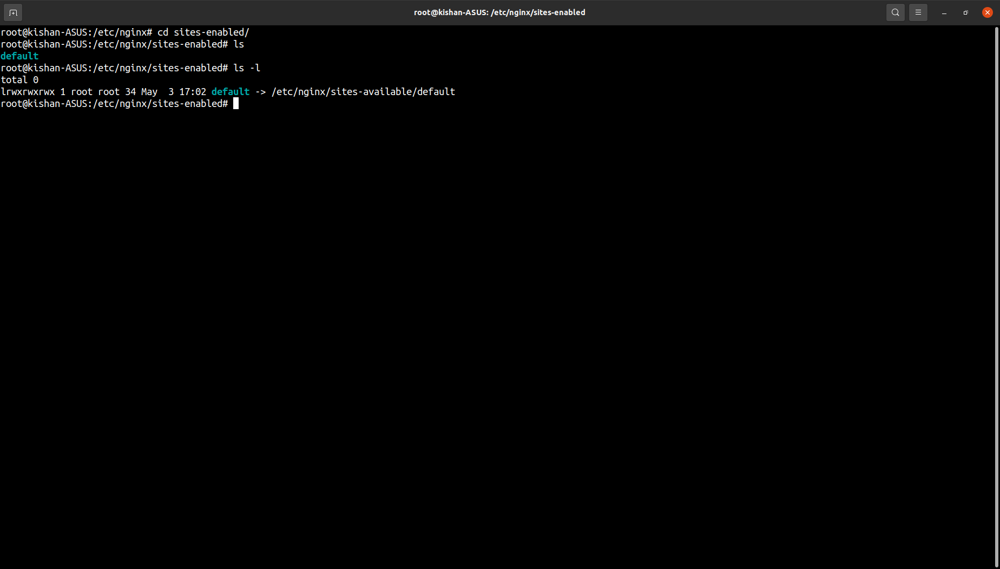 root@kishan-ASUS: /etc/nginx/sites-enabled
root@kishan-ASUS:/etc/nginx# cd sites-enabled/
root@kishan-ASUS:/etc/nginx/sites-enabled# ls
default
root@kishan-ASUS:/etc/nginx/sites-enabled# ls -l
total 0
lrwxrwxrwx 1 root root 34 May  3 17:02 default -> /etc/nginx/sites-available/default
root@kishan-ASUS:/etc/nginx/sites-enabled#